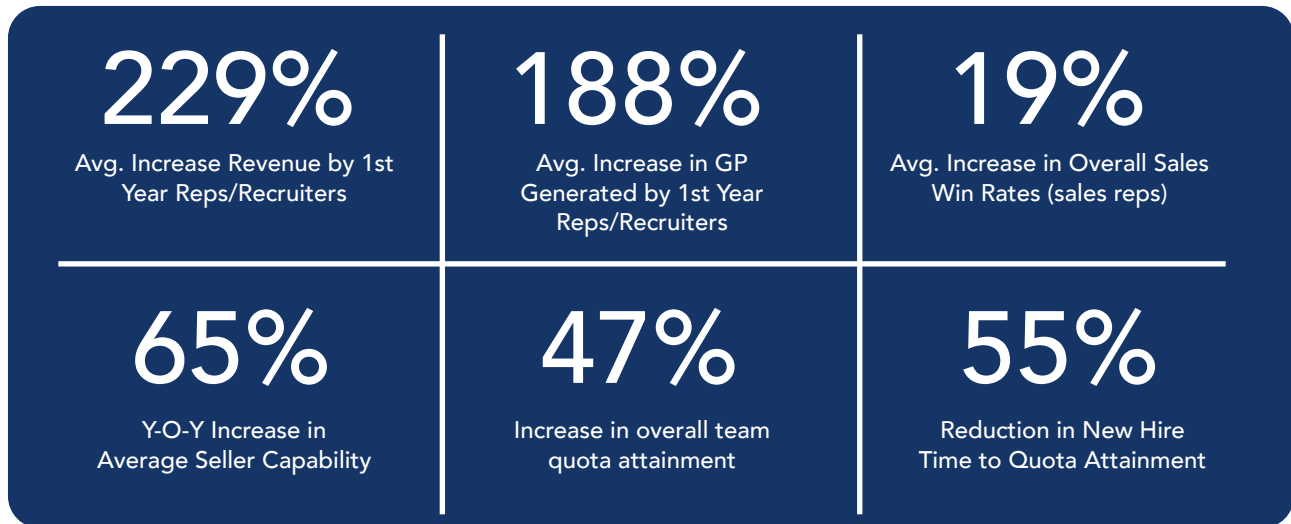 229%
Avg. Increase Revenue by 1st
Year Reps/Recruiters
188%
Avg. Increase in GP
Generated by 1st Year
Reps/Recruiters
19%
Avg. Increase in Overall Sales
Win Rates (sales reps)
65%
Y-O-Y Increase in
Average Seller Capability
47%
Increase in overall team
quota attainment
55%
Reduction in New Hire
Time to Quota Attainment